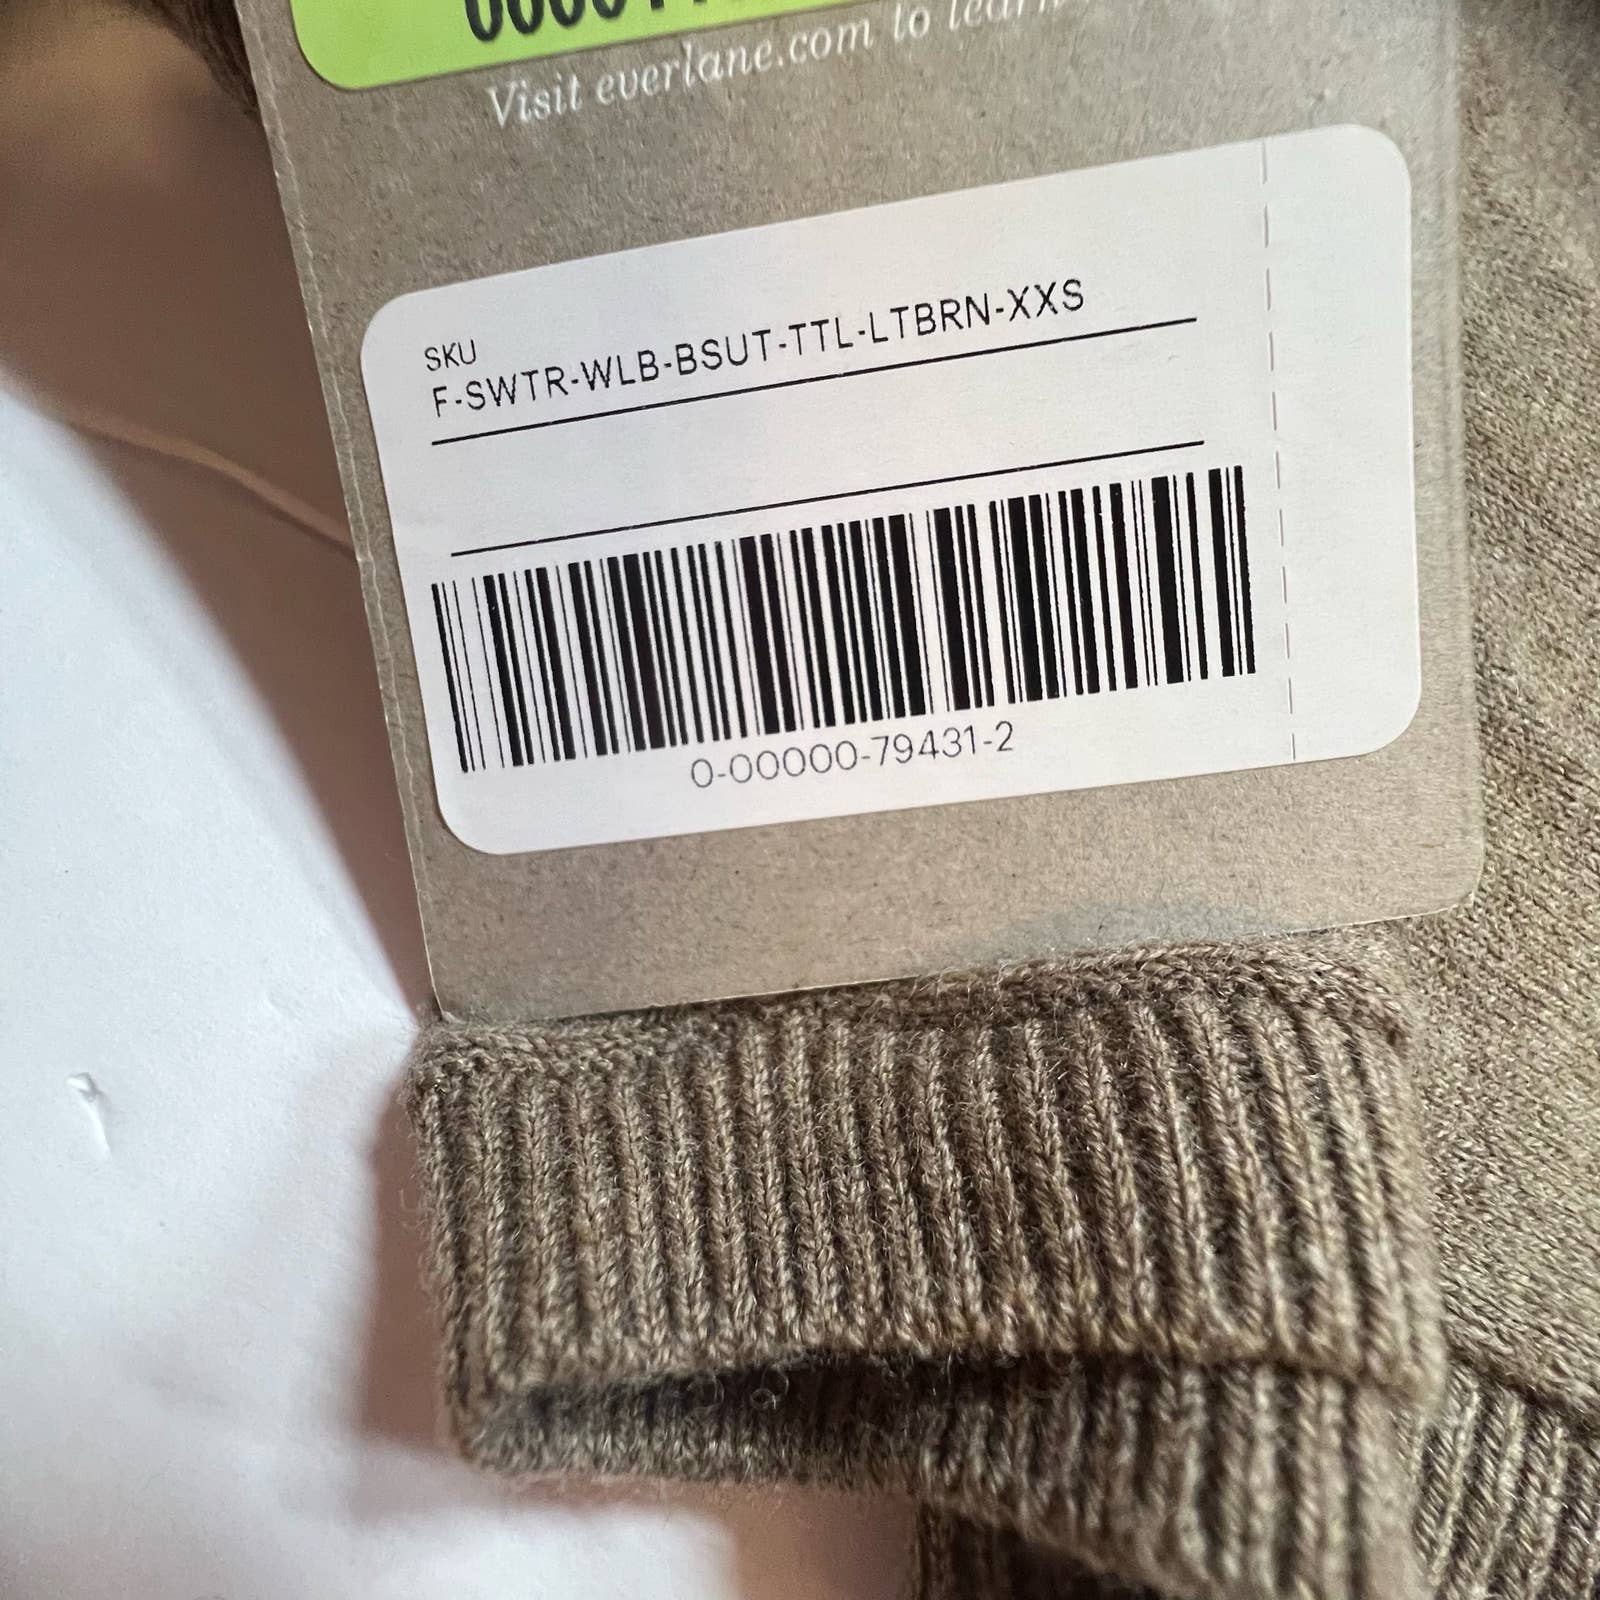 Visit everlane.com to learn
SKU
F-SWTR-WLB-BSUT-TTL-LTBRN-XXS
0-00000-79431-2